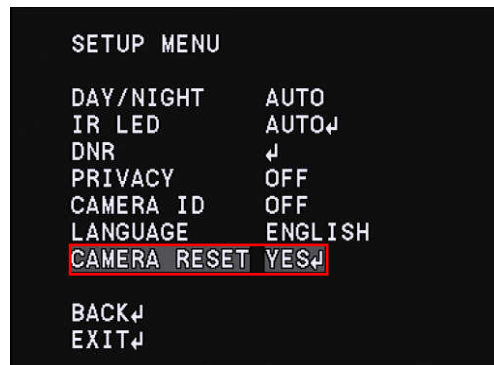 SETUP MENU
DAY/NIGHT AUTO
IR LED AUTO↲
DNR ↲
PRIVACY OFF
CAMERA ID OFF
LANGUAGE ENGLISH
CAMERA RESET YES↲
BACK↲
EXIT↲